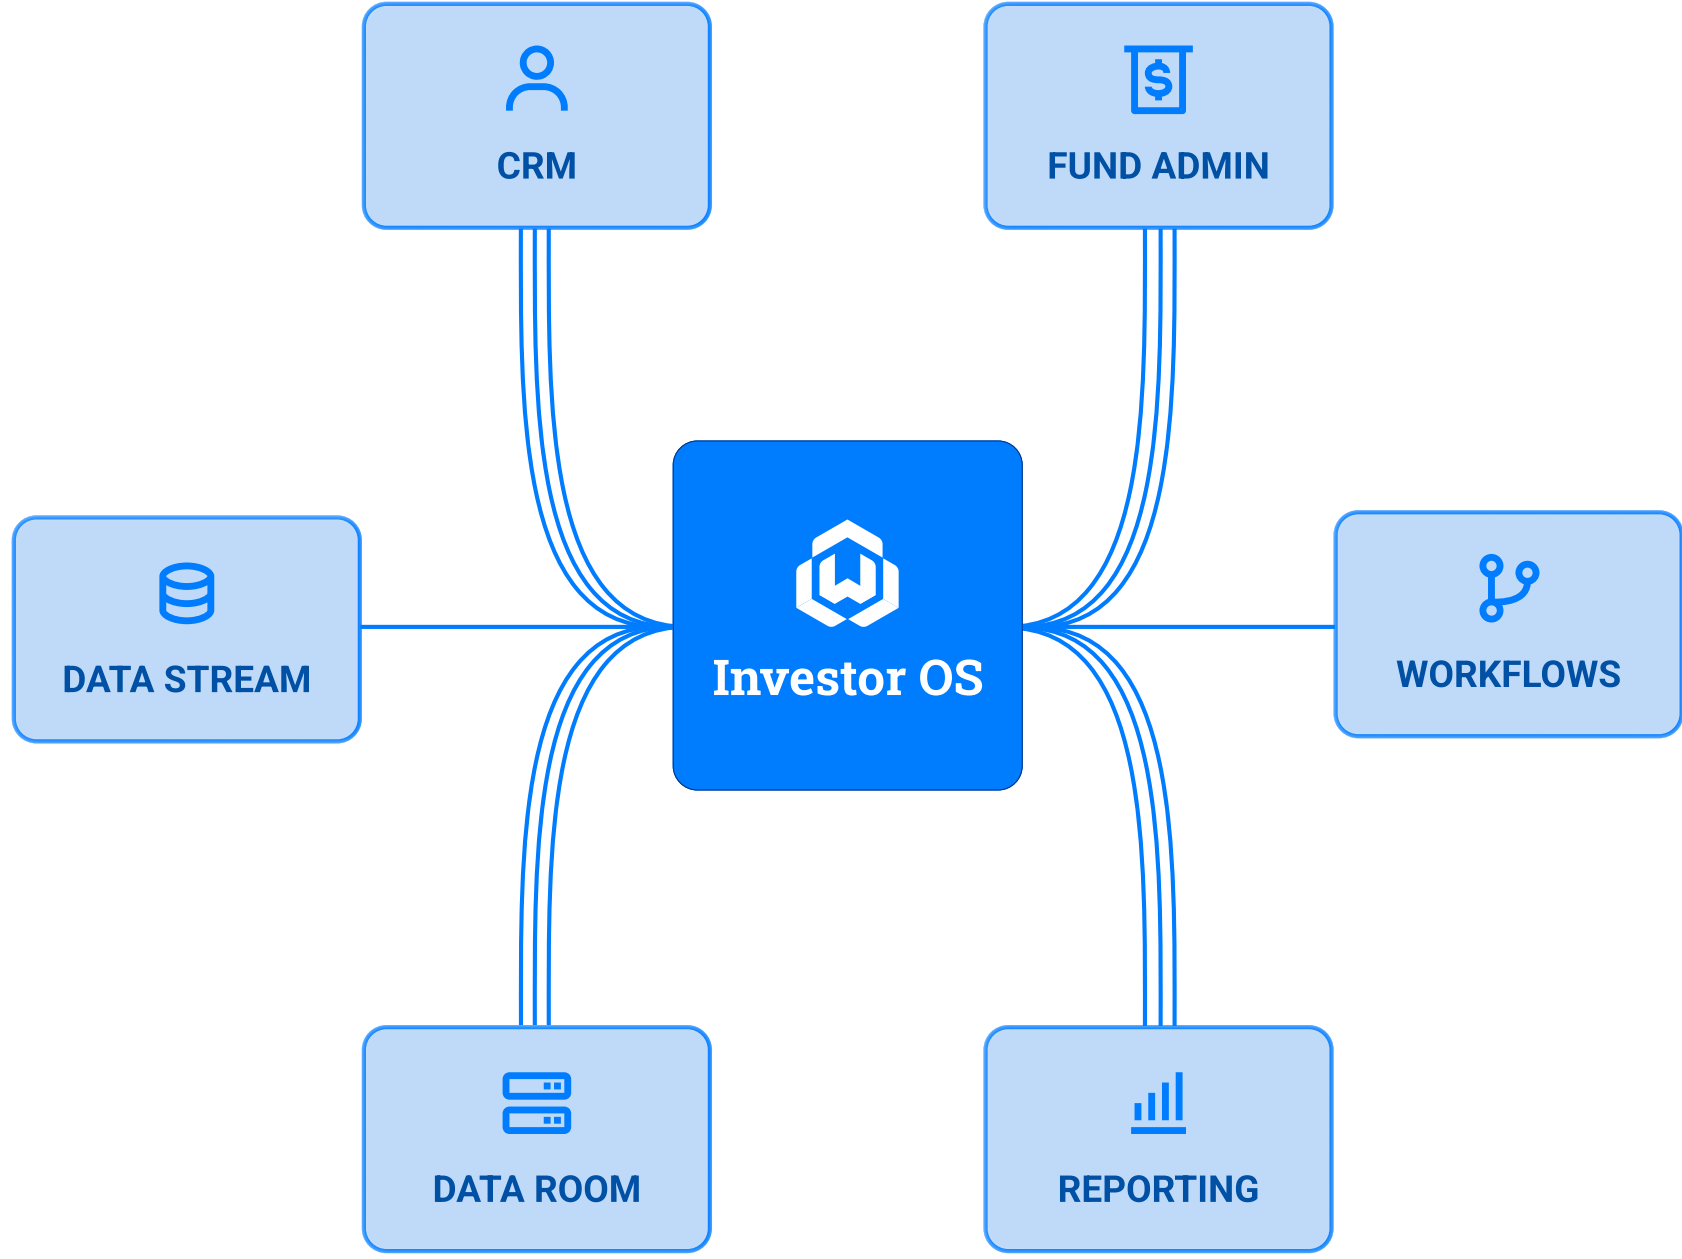 CRM
FUND ADMIN
Investor OS
DATA STREAM
WORKFLOWS
DATA ROOM
REPORTING